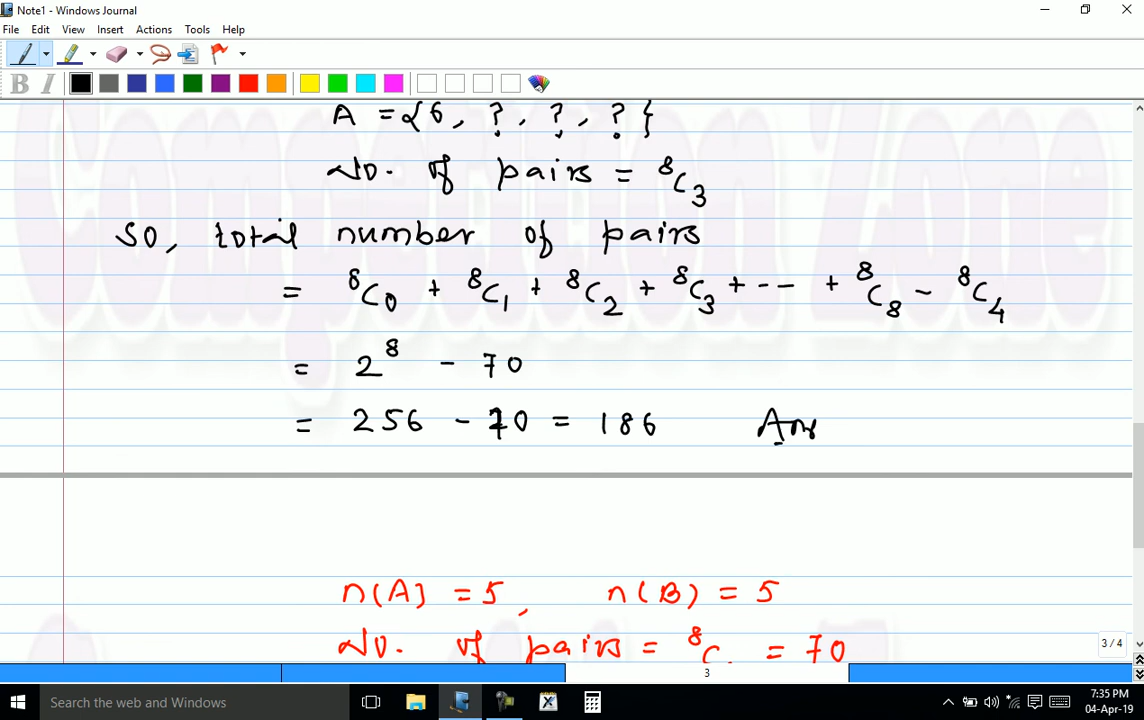 Note1 - Windows Journal
File Edit View Insert Actions Tools Help
B I
A = {6, ?, ?, ?}
No. of pairs = ⁸C₃
So, total number of pairs
= ⁸C₀ + ⁸C₁ + ⁸C₂ + ⁸C₃ + -- + ⁸C₈ - ⁸C₄
= 2⁸ - 70
= 256 - 70 = 186 Ans
n(A) = 5, n(B) = 5
No. of pairs = ⁸C = 70
3 / 4
3
Search the web and Windows
7:35 PM
04-Apr-19